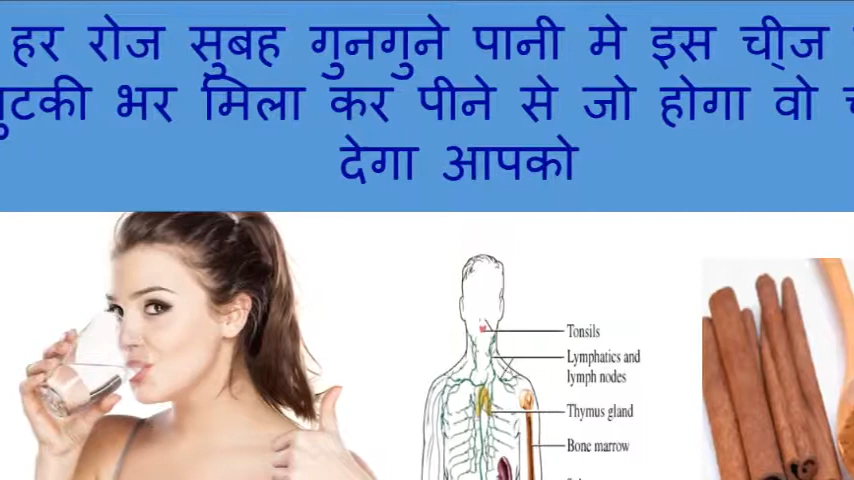 हर रोज सुबह गुनगुने पानी मे इस ची्ज
भर मिला कर पीने से जो होगा वो
देगा आपको
Tonsils
Lymphatics and
lymph nodes
Thymus gland
Bone marrow